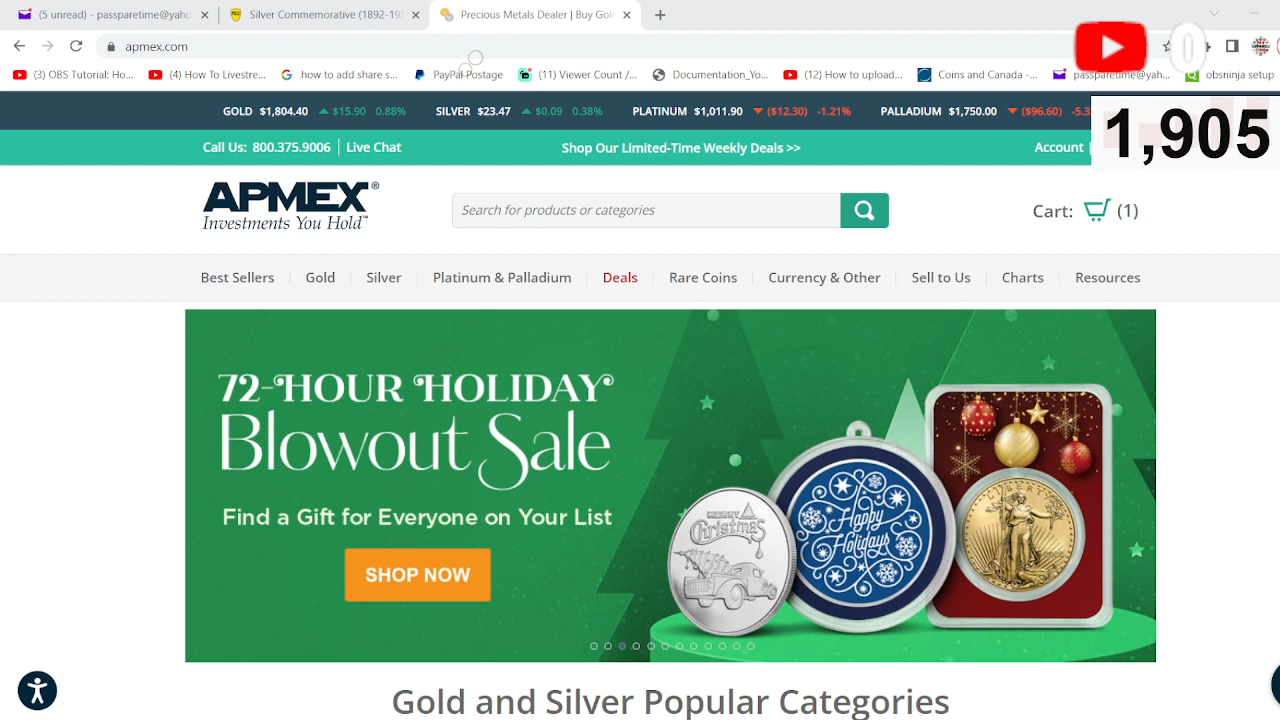 (5 unread) - passparetime@yaho
Silver Commemorative (1892-195
Precious Metals Dealer | Buy Gol
apmex.com
(3) OBS Tutorial: Ho...
(4) How To Livestre...
how to add share s...
PayPal Postage
(11) Viewer Count /...
Documentation_Yo...
(12) How to upload...
Coins and Canada -...
passparetime@yah...
obsninja setup
0
GOLD $1,804.40 $15.90 0.88%
SILVER $23.47 $0.09 0.38%
PLATINUM $1,011.90 ($12.30) -1.21%
PALLADIUM $1,750.00 ($96.60) -5.3
1,905
Call Us: 800.375.9006 | Live Chat
Shop Our Limited-Time Weekly Deals >>
Account
APMEX®
Investments You Hold™
Search for products or categories
Cart: (1)
Best Sellers
Gold
Silver
Platinum & Palladium
Deals
Rare Coins
Currency & Other
Sell to Us
Charts
Resources
72-HOUR HOLIDAY
Blowout Sale
Find a Gift for Everyone on Your List
SHOP NOW
MERRY
Christmas
Happy
Holidays
LIBERTY
Gold and Silver Popular Categories